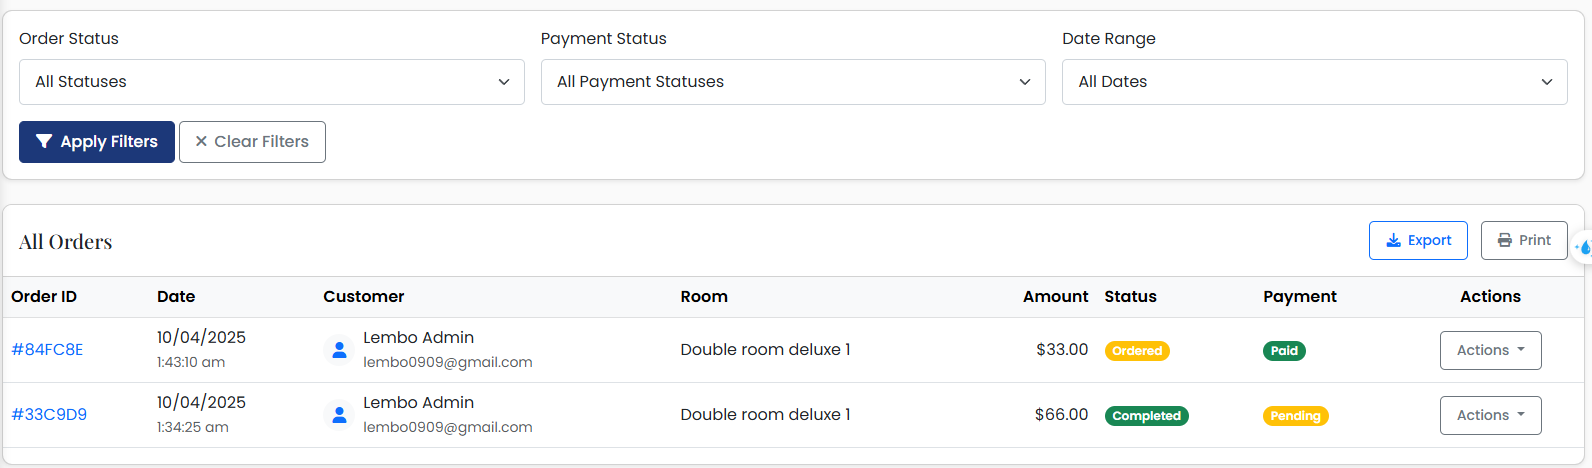 Order Status Payment Status Date Range
All Statuses All Payment Statuses All Dates
Apply Filters Clear Filters
All Orders Export Print
Order ID Date Customer Room Amount Status Payment Actions
#84FC8E 10/04/2025 1:43:10 am Lembo Admin lembo0909@gmail.com Double room deluxe 1 $33.00 Ordered Paid Actions
#33C9D9 10/04/2025 1:34:25 am Lembo Admin lembo0909@gmail.com Double room deluxe 1 $66.00 Completed Pending Actions